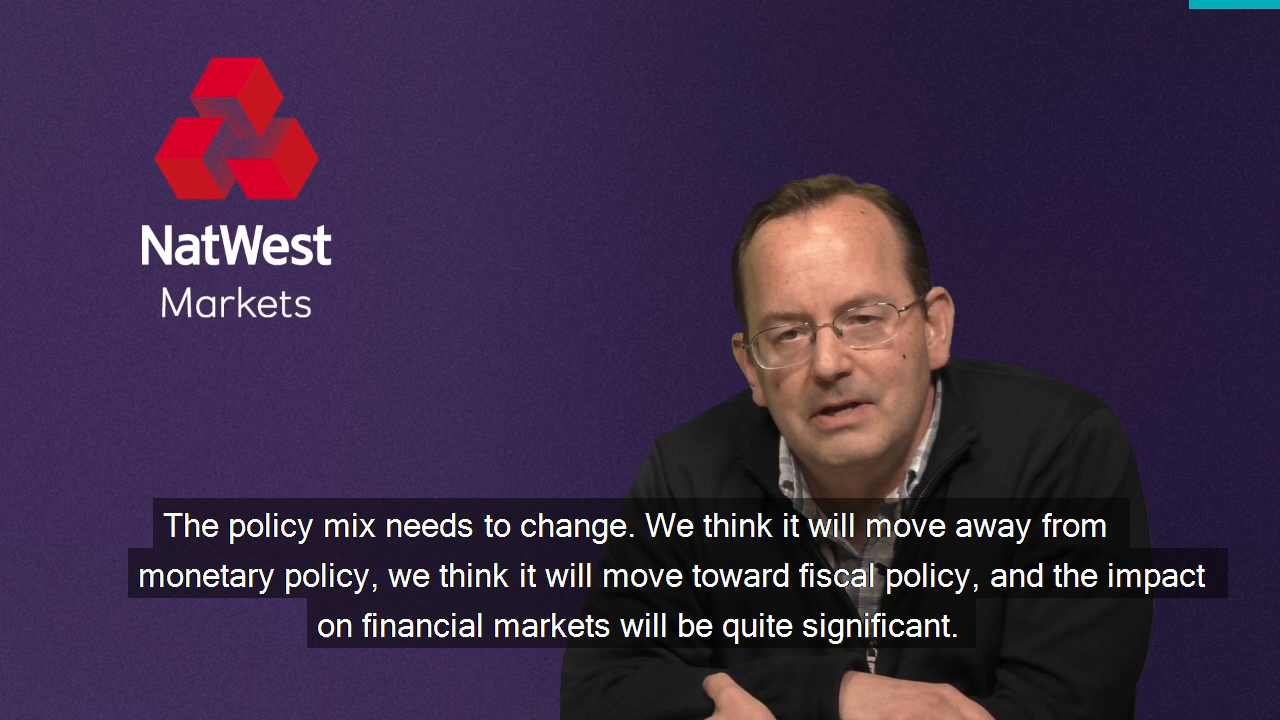 NatWest
Markets
The policy mix needs to change. We think it will move away from
monetary policy, we think it will move toward fiscal policy, and the impact
on financial markets will be quite significant.